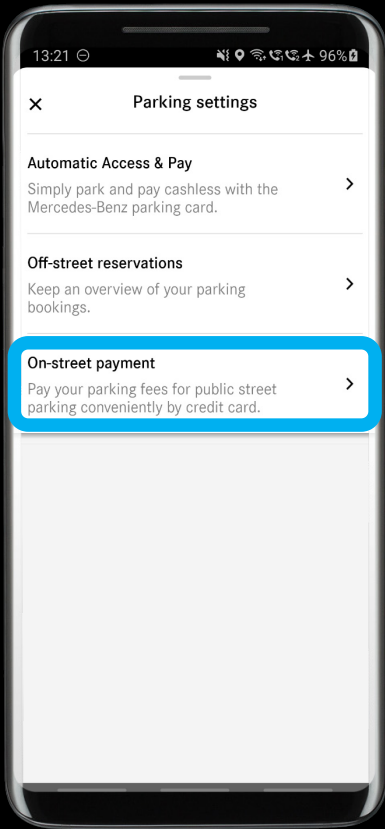 13:21 96%
Parking settings
Automatic Access & Pay
Simply park and pay cashless with the
Mercedes-Benz parking card.
Off-street reservations
Keep an overview of your parking
bookings.
On-street payment
Pay your parking fees for public street
parking conveniently by credit card.